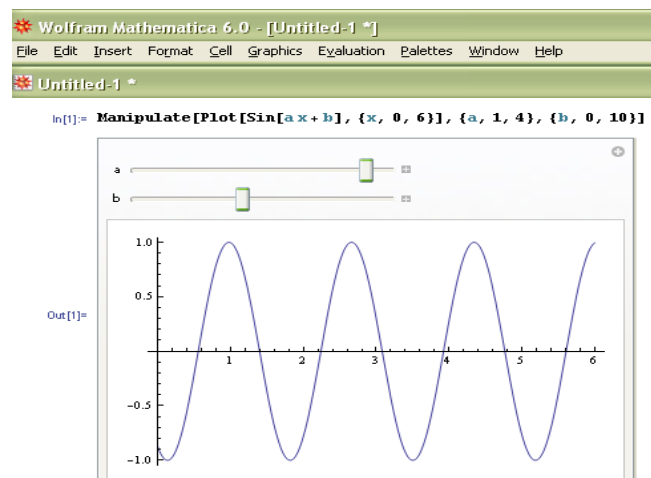 Wolfram Mathematica 6.0 - [Untitled-1 *]
File Edit Insert Format Cell Graphics Evaluation Palettes Window Help
Untitled-1 *
In[1]:= Manipulate[Plot[Sin[a x + b], {x, 0, 6}], {a, 1, 4}, {b, 0, 10}]
a
b
1.0
0.5
Out[1]=
1 2 3 4 5 6
-0.5
-1.0